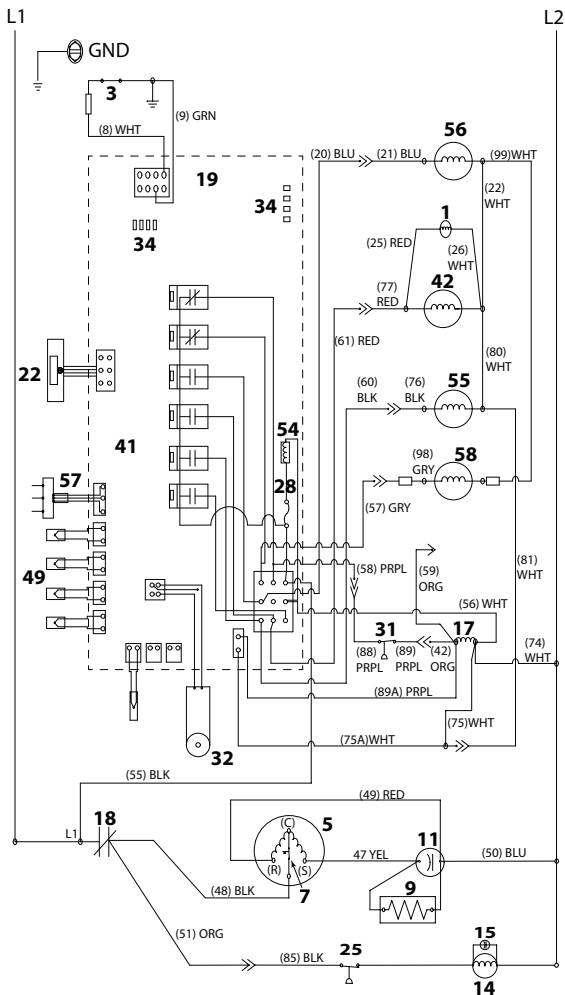 L1
L2
GND
3
(9) GRN
(8) WHT
19
34
34
(20) BLU
(21) BLU
56
(99)WHT
(22)
WHT
1
(25) RED
(26)
WHT
42
(77)
RED
(61) RED
(80)
WHT
22
(60)
BLK
(76)
BLK
55
41
54
57
28
(98)
GRY
58
(57) GRY
(81)
WHT
49
(58) PRPL
(59)
ORG
(56) WHT
31
17
(74)
WHT
(88)
PRPL
(89)
PRPL
(42)
ORG
(89A) PRPL
(75)WHT
32
(75A)WHT
(55) BLK
(49) RED
18
L1
(C)
5
(R)
(S)
7
47 YEL
11
(50) BLU
9
(48) BLK
(51) ORG
(85) BLK
25
15
14